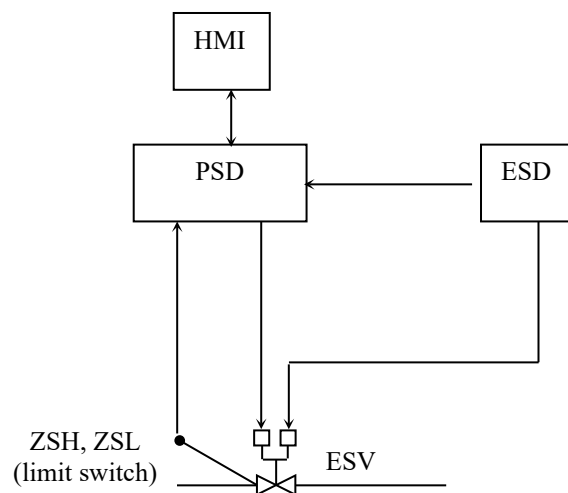 HMI
PSD
ESD
ZSH, ZSL
(limit switch)
ESV